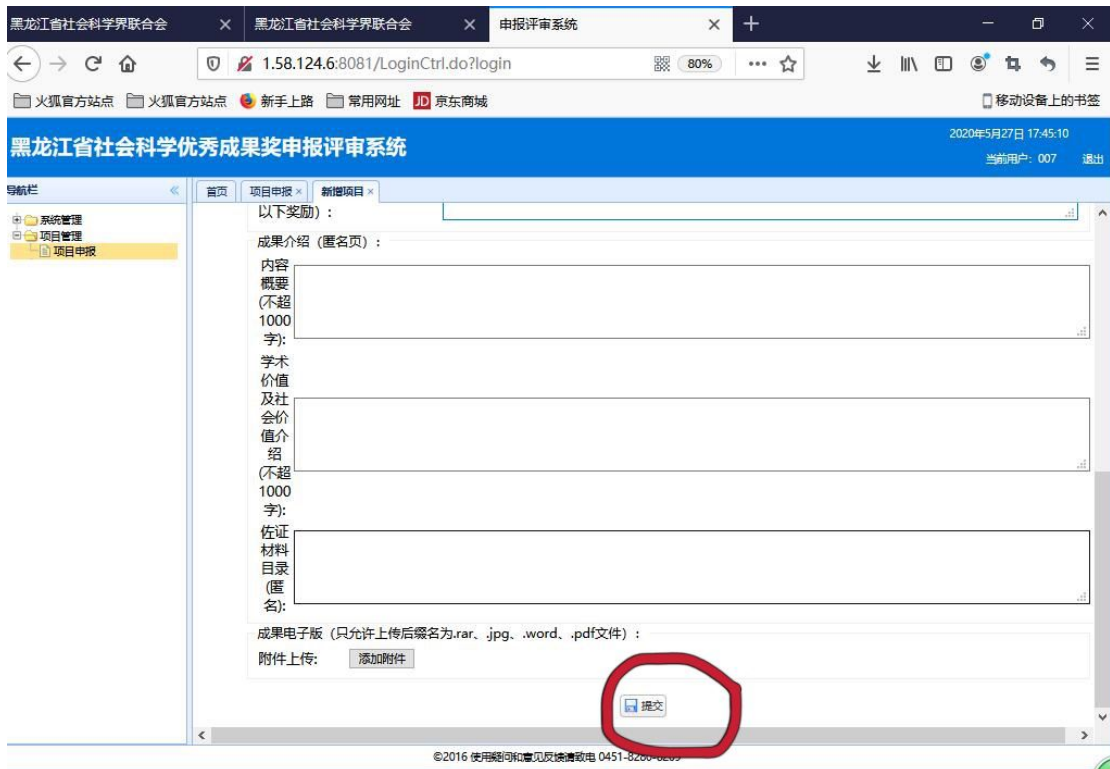 黑龙江省社会科学界联合会
黑龙江省社会科学界联合会
申报评审系统
1.58.124.6:8081/LoginCtrl.do?login
80%
火狐官方站点 火狐官方站点 新手上路 常用网址 JD 京东商城 移动设备上的书签
黑龙江省社会科学优秀成果奖申报评审系统
2020年5月27日 17:45:10
当前用户: 007 退出
导航栏
首页 项目申报 新增项目
系统管理
项目管理
项目申报
以下奖励) :
成果介绍 (匿名页) :
内容
概要
(不超
1000
字):
学术
价值
及社
会价
值介
绍
(不超
1000
字):
佐证
材料
目录
(匿
名):
成果电子版 (只允许上传后缀名为.rar、.jpg、.word、.pdf文件) :
附件上传: 添加附件
提交
©2016 使用疑问和意见反馈请致电 0451-8280-8209